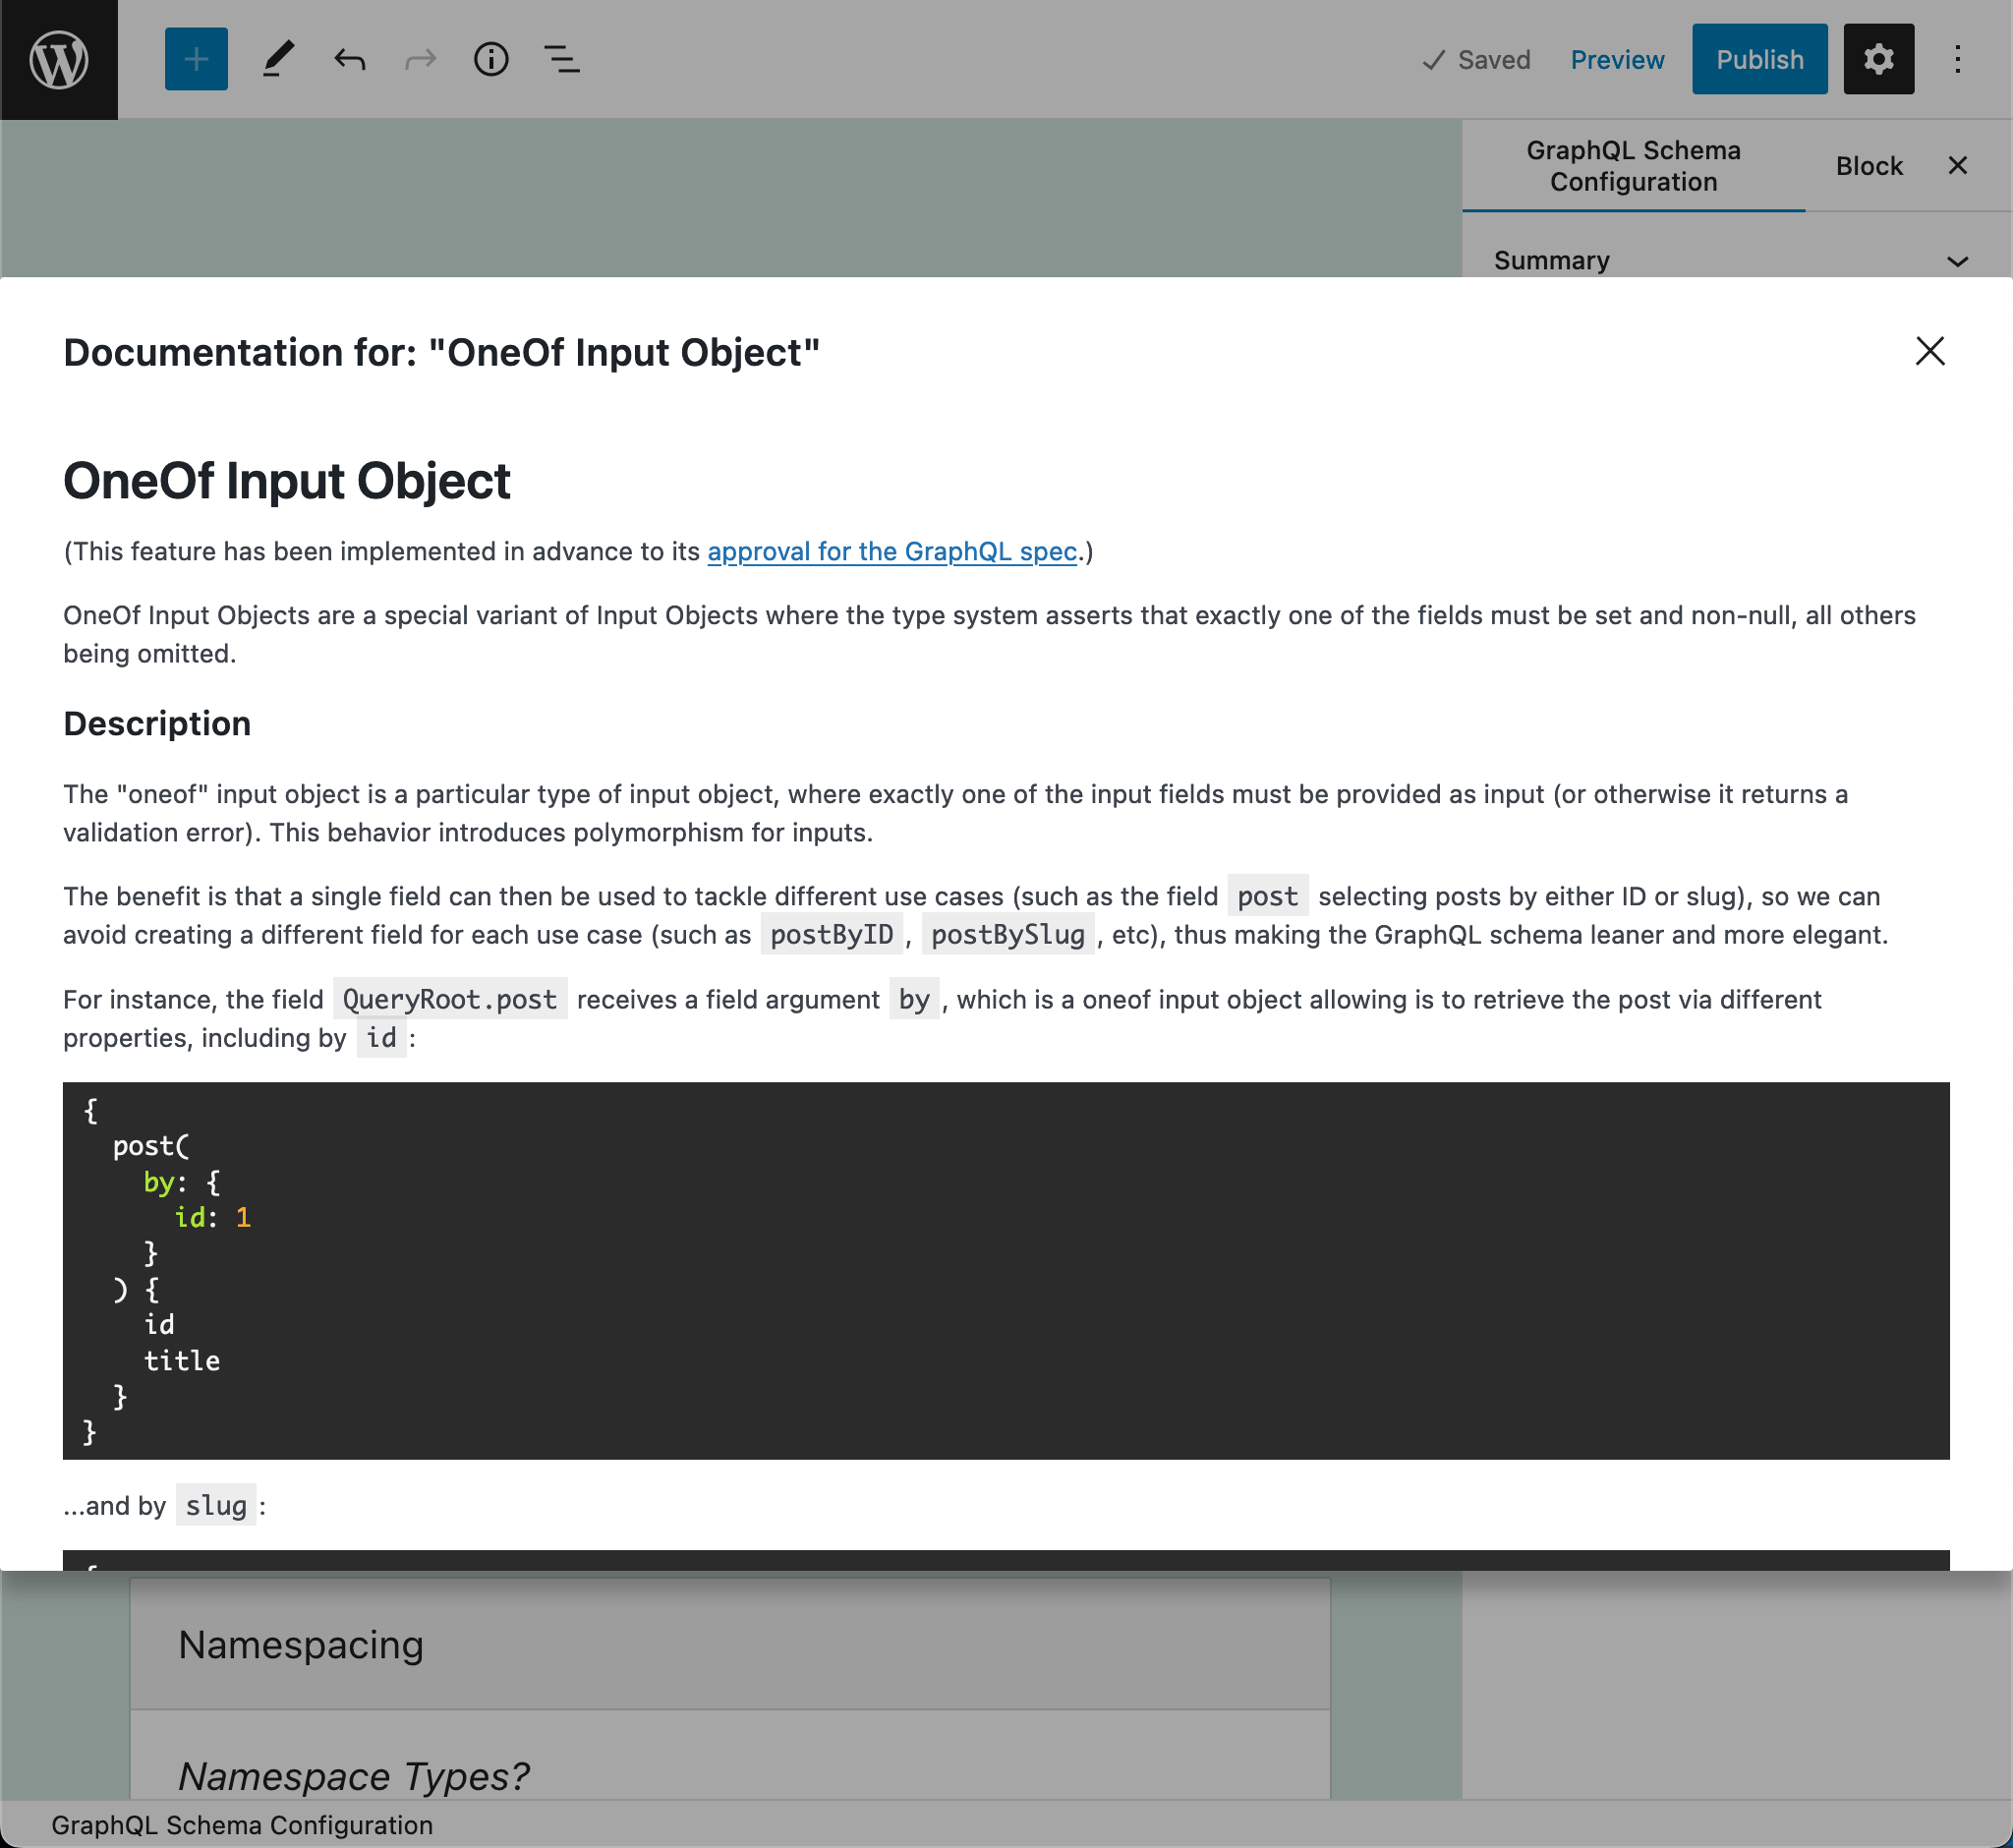 Saved
Preview
Publish
GraphQL Schema
Configuration
Block
Summary
Documentation for: "OneOf Input Object"
OneOf Input Object
(This feature has been implemented in advance to its approval for the GraphQL spec.)
OneOf Input Objects are a special variant of Input Objects where the type system asserts that exactly one of the fields must be set and non-null, all others
being omitted.
Description
The "oneof" input object is a particular type of input object, where exactly one of the input fields must be provided as input (or otherwise it returns a
validation error). This behavior introduces polymorphism for inputs.
The benefit is that a single field can then be used to tackle different use cases (such as the field post selecting posts by either ID or slug), so we can
avoid creating a different field for each use case (such as postByID, postBySlug, etc), thus making the GraphQL schema leaner and more elegant.
For instance, the field QueryRoot.post receives a field argument by, which is a oneof input object allowing is to retrieve the post via different
properties, including by id:
{
  post(
    by: {
      id: 1
    }
  ) {
    id
    title
  }
}
...and by slug:
{
Namespacing
Namespace Types?
GraphQL Schema Configuration